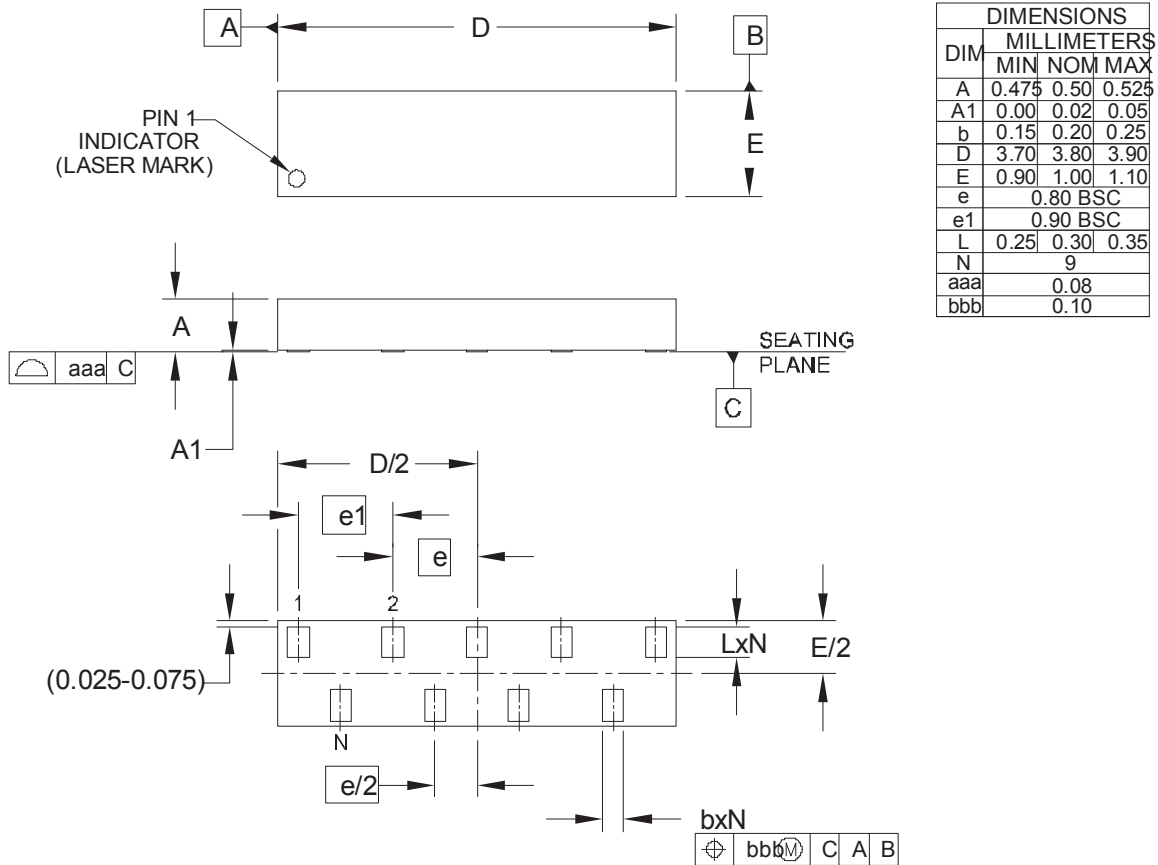 A
D
B
PIN 1
INDICATOR
(LASER MARK)
E
DIMENSIONS
DIM MILLIMETERS
MIN NOM MAX
A 0.475 0.50 0.525
A1 0.00 0.02 0.05
b 0.15 0.20 0.25
D 3.70 3.80 3.90
E 0.90 1.00 1.10
e 0.80 BSC
e1 0.90 BSC
L 0.25 0.30 0.35
N 9
aaa 0.08
bbb 0.10
A
SEATING
PLANE
aaa C
C
A1
D/2
e1
e
1 2
LxN
E/2
(0.025-0.075)
N
e/2
bxN
bbb M C A B